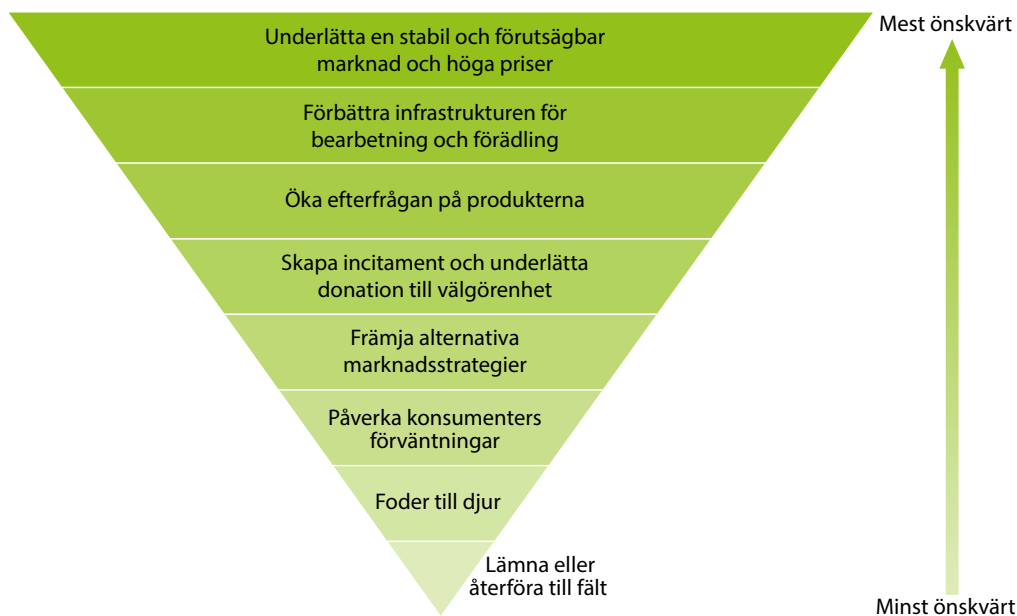 Mest önskvärt
Underlätta en stabil och förutsägbar
marknad och höga priser
Förbättra infrastrukturen för
bearbetning och förädling
Öka efterfrågan på produkterna
Skapa incitament och underlätta
donation till välgörenhet
Främja alternativa
marknadsstrategier
Påverka konsumenters
förväntningar
Foder till djur
Lämna eller
återföra till fält
Minst önskvärt